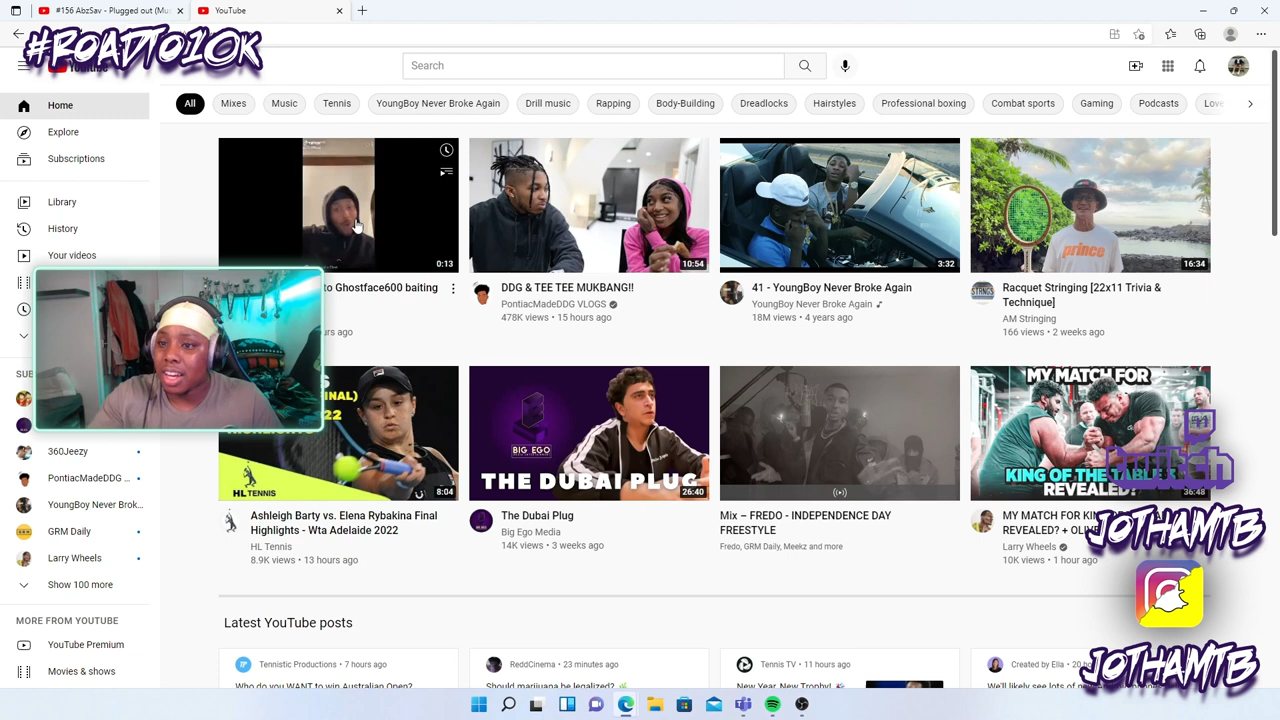 #156 AbzSav - Plugged out (Mu
YouTube
#ROADTO10K
Search
All
Mixes
Music
Tennis
YoungBoy Never Broke Again
Drill music
Rapping
Body-Building
Dreadlocks
Hairstyles
Professional boxing
Combat sports
Gaming
Podcasts
Home
Explore
Subscriptions
Library
History
Your videos
360Jeezy
PontiacMadeDDG ...
YoungBoy Never Brok...
GRM Daily
Larry Wheels
Show 100 more
MORE FROM YOUTUBE
YouTube Premium
Movies & shows
0:13
to Ghostface600 baiting
ago
10:54
DDG & TEE TEE MUKBANG!!
PontiacMadeDDG VLOGS
478K views • 15 hours ago
3:32
41 - YoungBoy Never Broke Again
YoungBoy Never Broke Again
18M views • 4 years ago
prince
16:34
STRNGS
Racquet Stringing [22x11 Trivia &
Technique]
AM Stringing
166 views • 2 weeks ago
HL TENNIS
8:04
Ashleigh Barty vs. Elena Rybakina Final
Highlights - Wta Adelaide 2022
HL Tennis
8.9K views • 13 hours ago
BIG EGO
THE DUBAI PLUG
26:40
The Dubai Plug
Big Ego Media
14K views • 3 weeks ago
Mix – FREDO - INDEPENDENCE DAY
FREESTYLE
Fredo, GRM Daily, Meekz and more
MY MATCH FOR
KING OF THE TABLES
REVEALED?
36:48
MY MATCH FOR
REVEALED? +
Larry Wheels
10K views • 1 hour ago
twitch
JOTHAMTB
JOTHAMTB
Latest YouTube posts
Tennistic Productions • 7 hours ago
Who do you WANT to win Australian Open?
ReddCinema • 23 minutes ago
Should marijuana be legalized?
Tennis TV • 11 hours ago
New Year, New Trophy!
Created by Ella
We'll likely see lots of